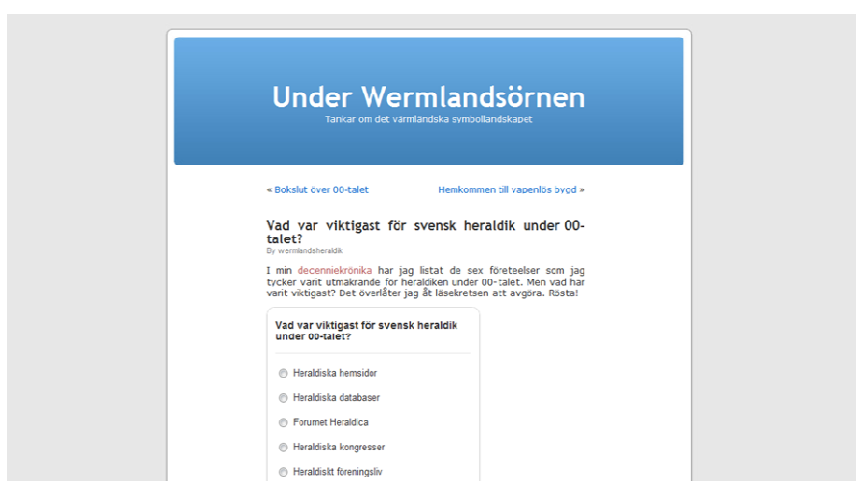 Under Wermlandsörnen
Tankar om det värmländska symbollandskapet
« Bokslut över 00-talet
Hemkommen till vapenlös bygd »
Vad var viktigast för svensk heraldik under 00-
talet?
By wermlandsheraldik
I min decenniekrönika har jag listat de sex företeelser som jag
tycker varit utmärkande för heraldiken under 00-talet. Men vad har
varit viktigast? Det överlåter jag åt läsekretsen att avgöra. Rösta!
Vad var viktigast för svensk heraldik
under 00-talet?
Heraldiska hemsidor
Heraldiska databaser
Forumet Heraldica
Heraldiska kongresser
Heraldiskt föreningsliv